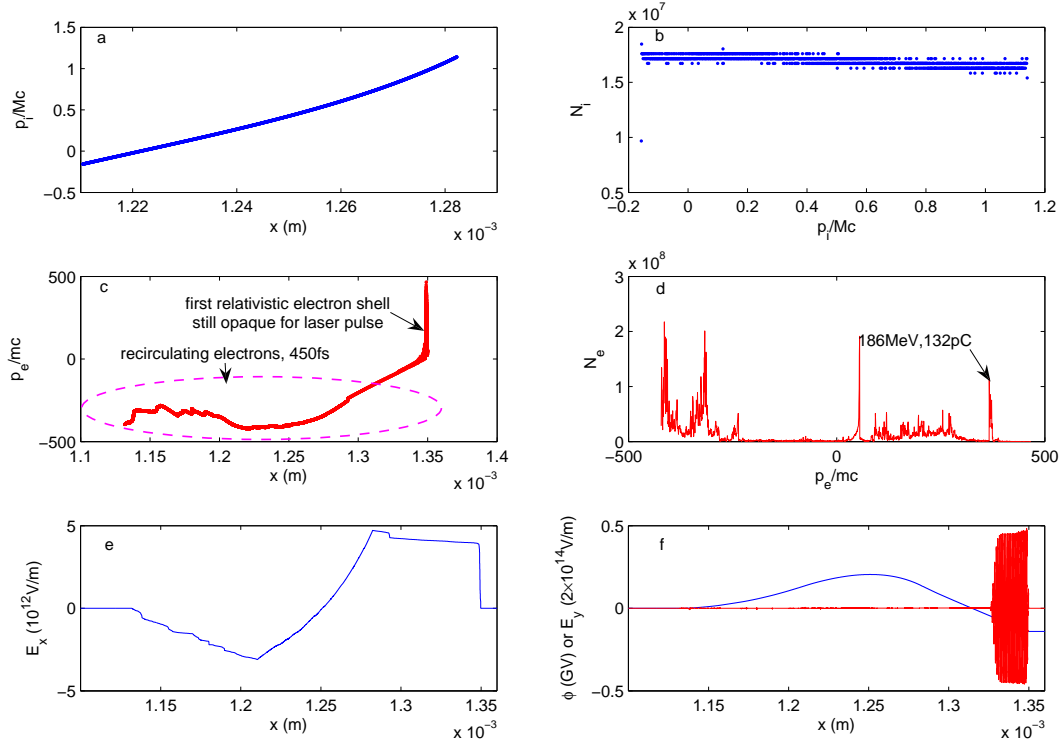 a
1.5
1
0.5
0
−0.5
p_i/Mc
1.22
1.24
1.26
1.28
x (m)
x 10^−3
x 10^7
b
2
1.5
1
0.5
N_i
−0.2
0
0.2
0.4
0.6
0.8
1
1.2
p_i/Mc
c
500
0
−500
p_e/mc
first relativistic electron shell
still opaque for laser pulse
recirculating electrons, 450fs
1.1
1.15
1.2
1.25
1.3
1.35
1.4
x (m)
x 10^−3
x 10^8
d
3
2
1
0
N_e
186MeV,132pC
−500
0
500
p_e/mc
e
5
0
−5
E_x (10^12V/m)
1.15
1.2
1.25
1.3
1.35
x (m)
x 10^−3
f
0.5
0
−0.5
ϕ (GV) or E_y (2×10^14V/m)
1.15
1.2
1.25
1.3
1.35
x (m)
x 10^−3